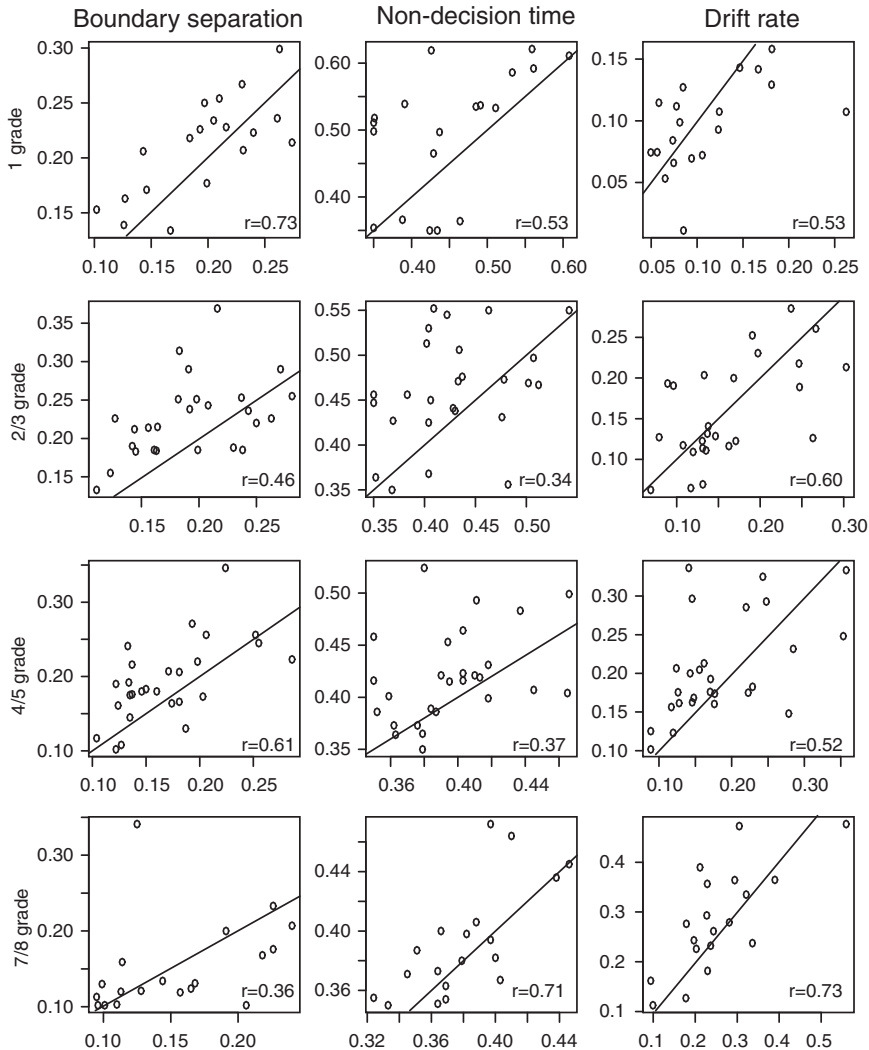 Boundary separation Non-decision time Drift rate
1 grade
0.30
0.25
0.20
0.15
r=0.73
0.10 0.15 0.20 0.25
0.60
0.50
0.40
r=0.53
0.40 0.50 0.60
0.15
0.10
0.05
r=0.53
0.05 0.10 0.15 0.20 0.25
2/3 grade
0.35
0.30
0.25
0.20
0.15
r=0.46
0.15 0.20 0.25
0.55
0.50
0.45
0.40
0.35
r=0.34
0.35 0.40 0.45 0.50
0.25
0.20
0.15
0.10
r=0.60
0.10 0.20 0.30
4/5 grade
0.30
0.20
0.10
r=0.61
0.10 0.15 0.20 0.25
0.50
0.45
0.40
0.35
r=0.37
0.36 0.40 0.44
0.30
0.25
0.20
0.15
0.10
r=0.52
0.10 0.20 0.30
7/8 grade
0.30
0.20
0.10
r=0.36
0.10 0.15 0.20
0.44
0.40
0.36
r=0.71
0.32 0.36 0.40 0.44
0.4
0.3
0.2
0.1
r=0.73
0.1 0.2 0.3 0.4 0.5